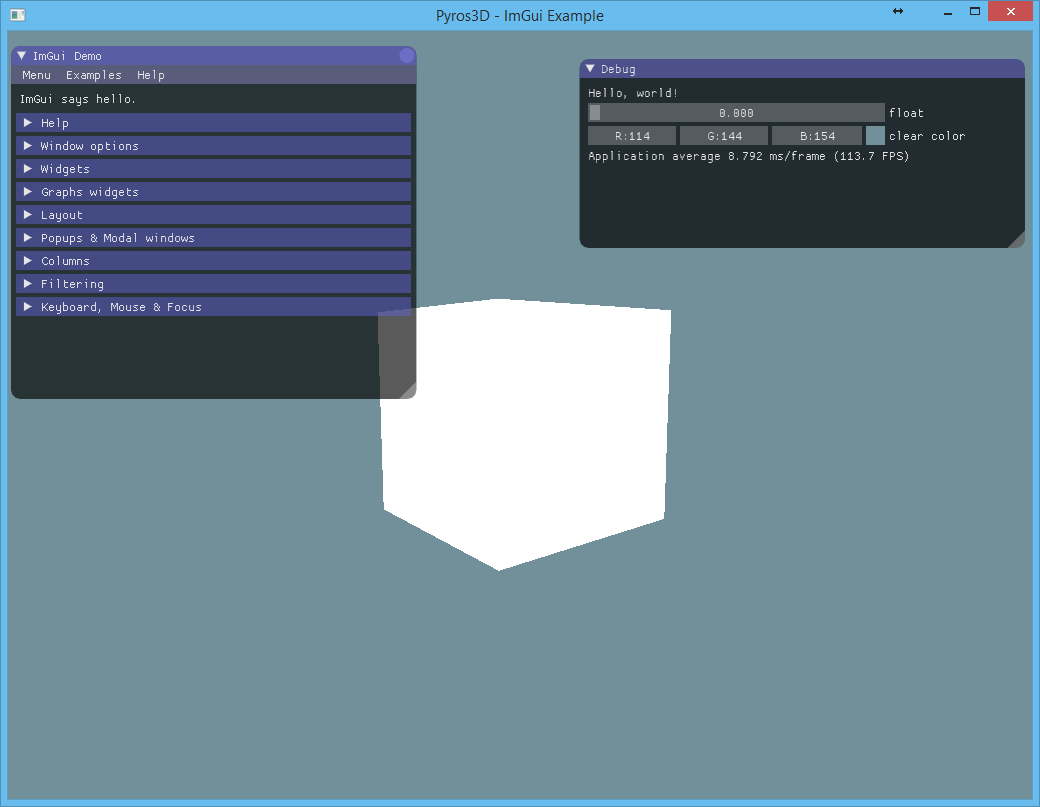 Pyros3D - ImGui Example
ImGui Demo
Menu Examples Help
ImGui says hello.
Help
Window options
Widgets
Graphs widgets
Layout
Popups & Modal windows
Columns
Filtering
Keyboard, Mouse & Focus
Debug
Hello, world!
0.000 float
R:114 G:144 B:154 clear color
Application average 8.792 ms/frame (113.7 FPS)